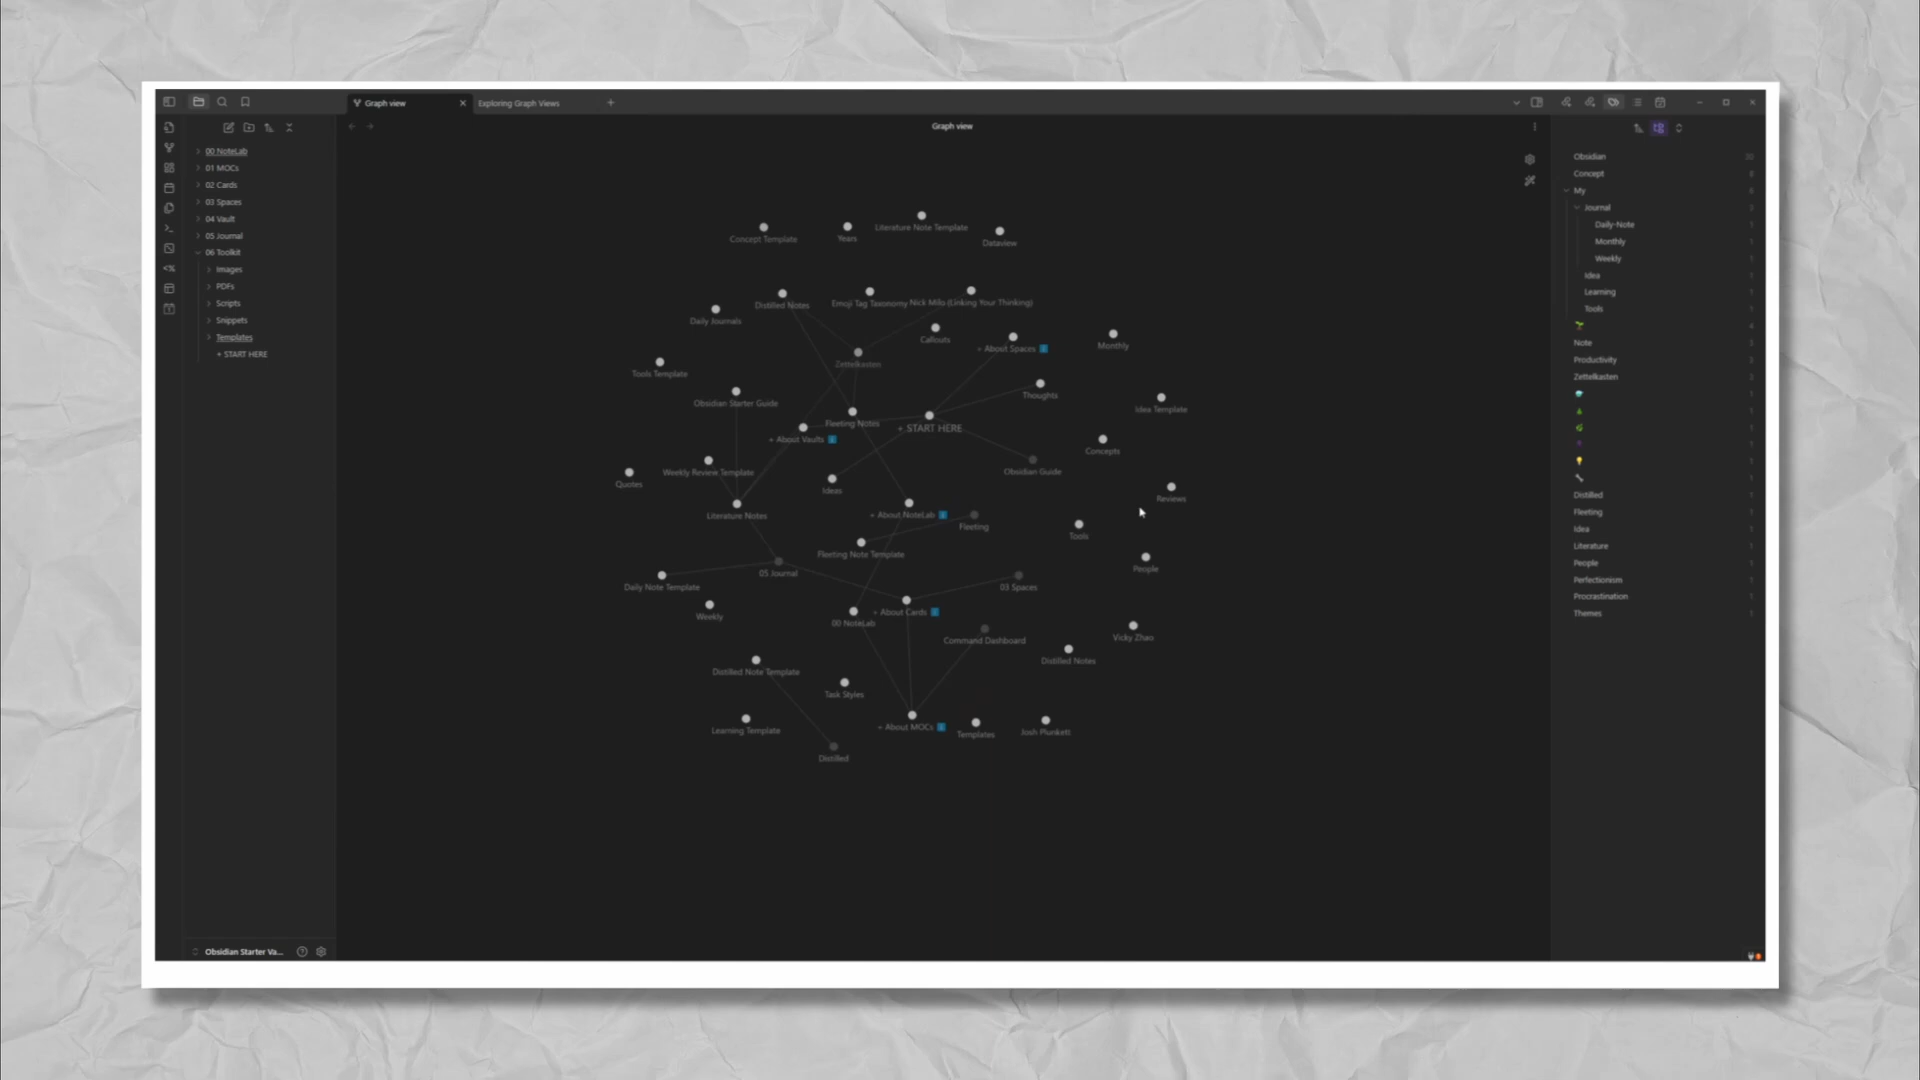 Graph view
Exploring Graph Views
Graph view
00 NoteLab
01 MOCs
02 Cards
03 Spaces
04 Vault
05 Journal
06 Toolkit
Images
PDFs
Scripts
Snippets
Templates
+ START HERE
Obsidian Starter Va...
Concept Template
Years
Literature Note Template
Dataview
Distilled Notes
Emoji Tag Taxonomy
Nick Milo (Linking Your Thinking)
Daily Journals
Callouts
+ About Spaces
Monthly
Zettelkasten
Tools Template
Thoughts
Obsidian Starter Guide
Idea Template
Fleeting Notes
+ START HERE
+ About Vaults
Concepts
Weekly Review Template
Obsidian Guide
Quotes
Ideas
Reviews
Literature Notes
+ About NoteLab
Fleeting
Tools
Fleeting Note Template
People
05 Journal
Daily Note Template
03 Spaces
Weekly
+ About Cards
00 NoteLab
Command Dashboard
Vicky Zhao
Distilled Notes
Distilled Note Template
Task Styles
Learning Template
+ About MOCs
Templates
Josh Plunkett
Distilled
Obsidian
Concept
My
Journal
Daily-Note
Monthly
Weekly
Idea
Learning
Tools
Note
Productivity
Zettelkasten
Distilled
Fleeting
Idea
Literature
People
Perfectionism
Procrastination
Themes